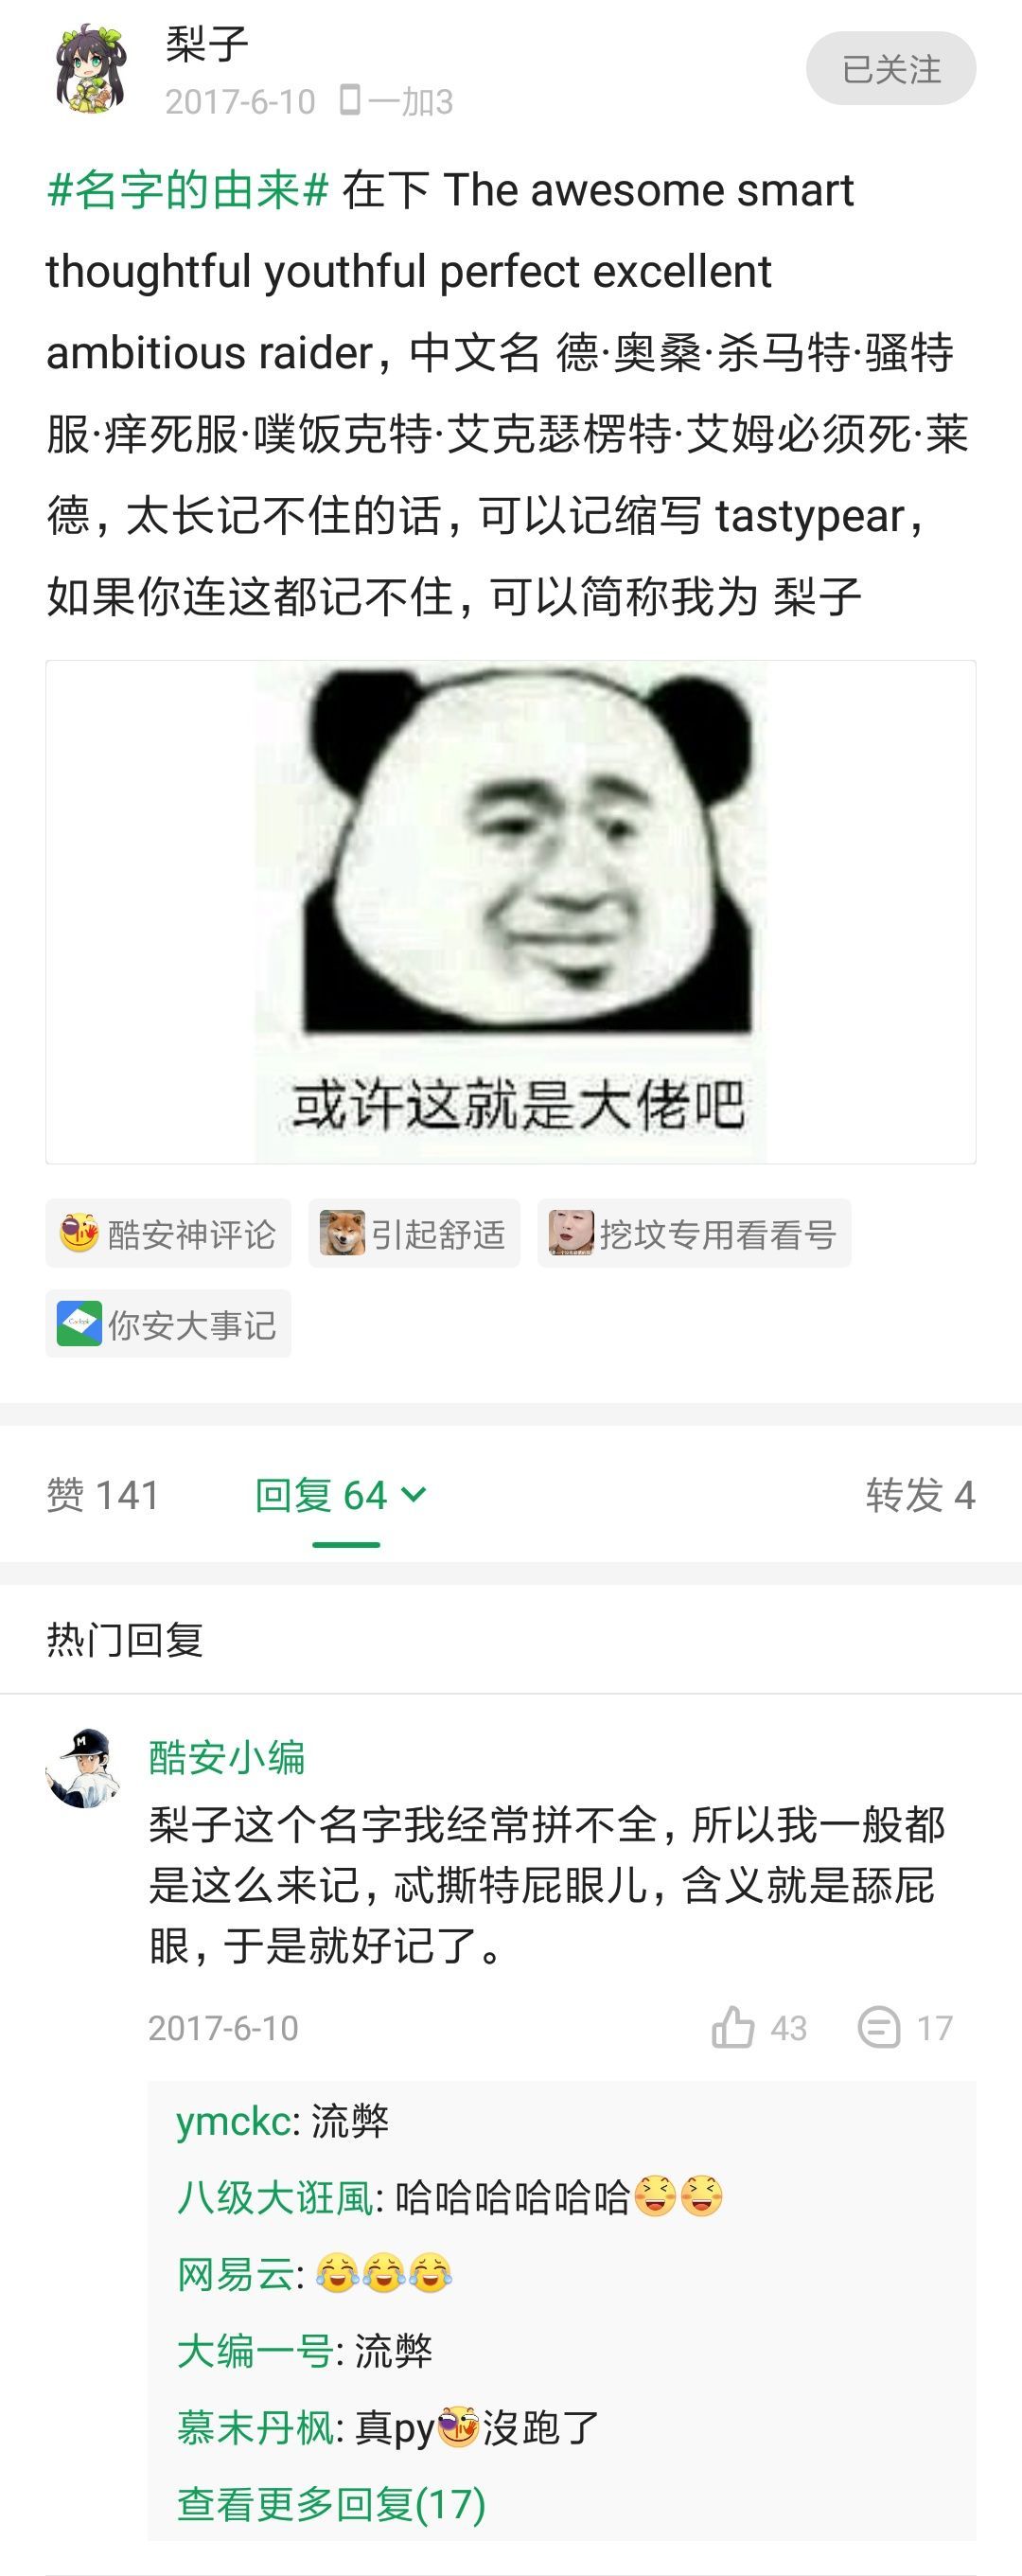 梨子
已关注
2017-6-10 一加3
#名字的由来# 在下 The awesome smart
thoughtful youthful perfect excellent
ambitious raider，中文名 德·奥桑·杀马特·骚特
服·痒死服·噗饭克特·艾克瑟楞特·艾姆必须死·莱
德，太长记不住的话，可以记缩写 tastypear，
如果你连这都记不住，可以简称我为 梨子
或许这就是大佬吧
酷安神评论 引起舒适 挖坟专用看看号
你安大事记
赞 141 回复 64 转发 4
热门回复
M
酷安小编
梨子这个名字我经常拼不全，所以我一般都
是这么来记，忒撕特屁眼儿，含义就是舔屁
眼，于是就好记了。
2017-6-10 43 17
ymckc: 流弊
八级大诳風: 哈哈哈哈哈哈😆😆
网易云: 😂😂😂
大编一号: 流弊
慕末丹枫: 真py沒跑了
查看更多回复(17)